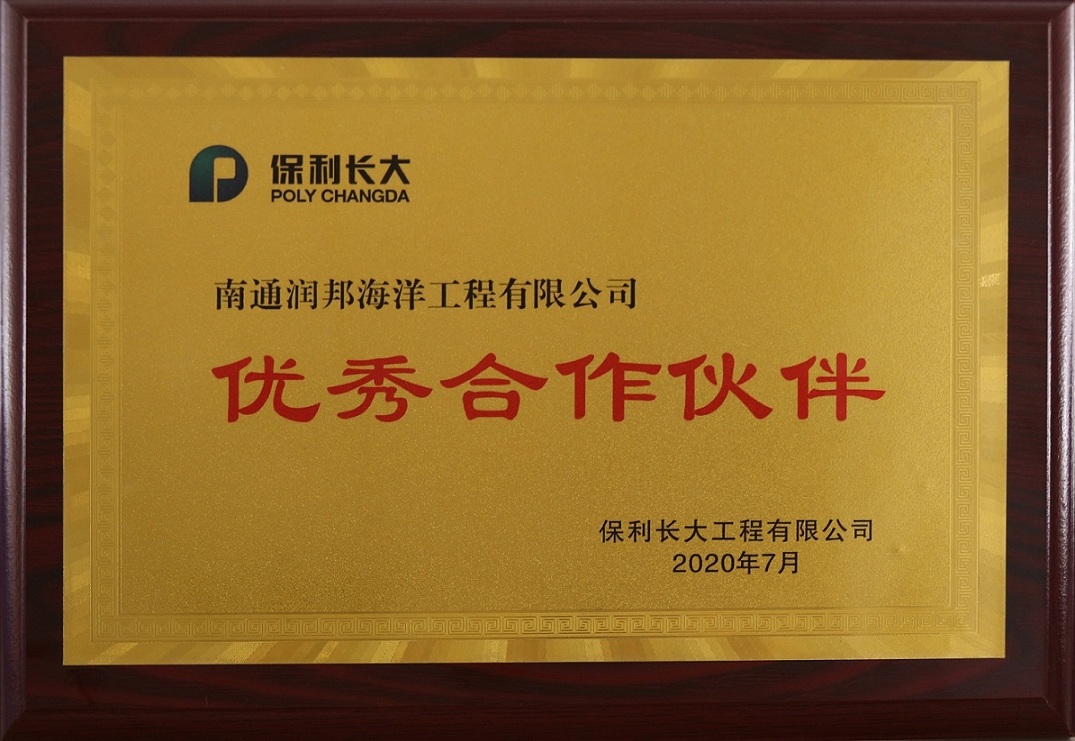 保利长大
POLY CHANGDA
南通润邦海洋工程有限公司
优秀合作伙伴
保利长大工程有限公司
2020年7月